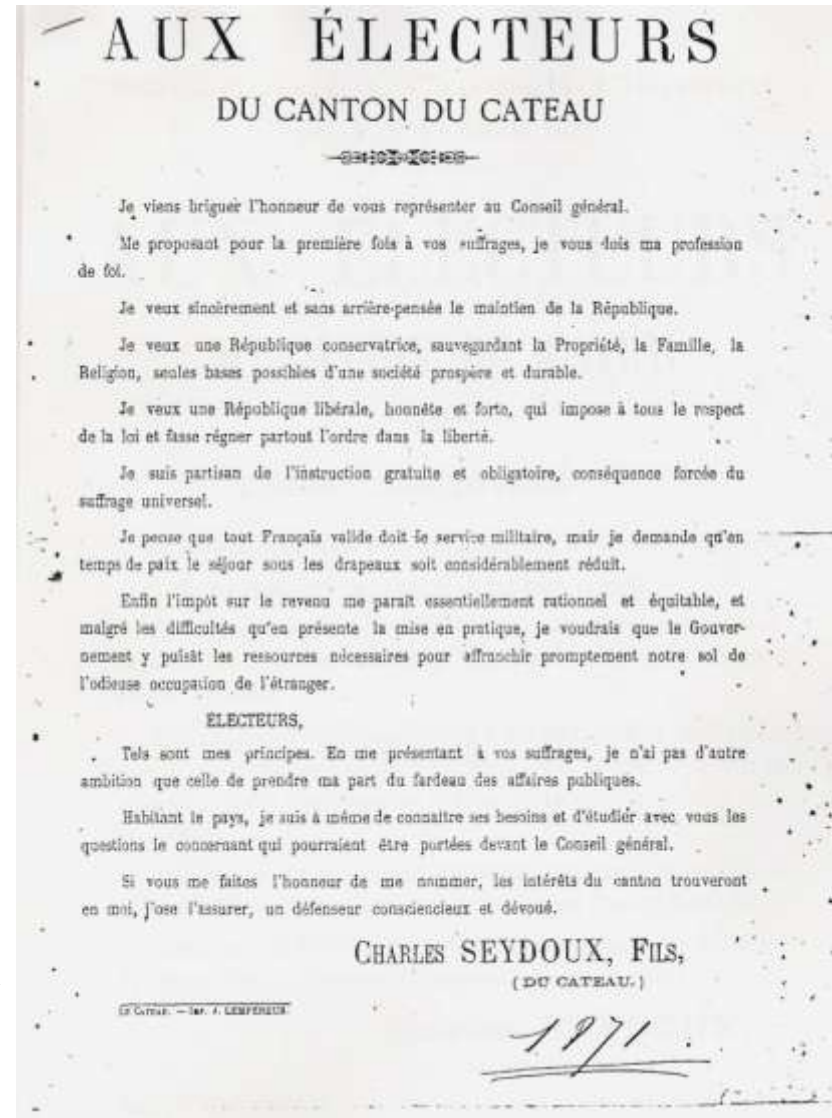 AUX ÉLECTEURS
DU CANTON DU CATEAU
Je viens briguer l'honneur de vous représenter au Conseil général.
Me proposant pour la première fois à vos suffrages, je vous dois ma profession
de foi.
Je veux sincèrement et sans arrière-pensée le maintien de la République.
Je veux une République conservatrice, sauvegardant la Propriété, la Famille, la
Religion, seules bases possibles d'une société prospère et durable.
Je veux une République libérale, honnête et forte, qui impose à tous le respect
de la loi et fasse régner partout l'ordre dans la liberté.
Je suis partisan de l'instruction gratuite et obligatoire, conséquence forcée du
suffrage universel.
Je pense que tout Français valide doit le service militaire, mais je demande qu'en
temps de paix le séjour sous les drapeaux soit considérablement réduit.
Enfin l'impôt sur le revenu me paraît essentiellement rationnel et équitable, et
malgré les difficultés qu'en présente la mise en pratique, je voudrais que le Gouver-
nement y puisât les ressources nécessaires pour affranchir promptement notre sol de
l'odieuse occupation de l'étranger.
ÉLECTEURS,
Tels sont mes principes. En me présentant à vos suffrages, je n'ai pas d'autre
ambition que celle de prendre ma part du fardeau des affaires publiques.
Habitant le pays, je suis à même de connaître ses besoins et d'étudier avec vous les
questions le concernant qui pourraient être portées devant le Conseil général.
Si vous me faites l'honneur de me nommer, les intérêts du canton trouveront
en moi, j'ose l'assurer, un défenseur consciencieux et dévoué.
CHARLES SEYDOUX, FILS,
(DU CATEAU.)
LE CATEAU. — IMP. J. LEMPEREUR.
1871